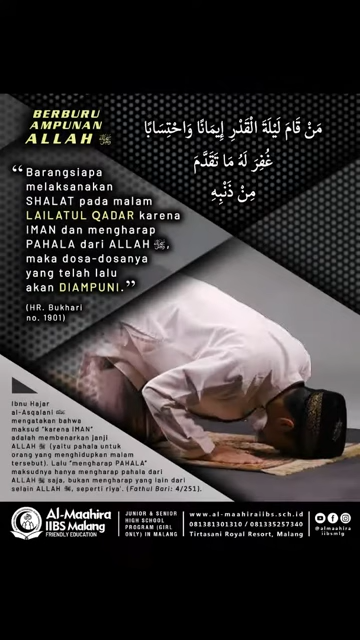 BERBURU
AMPUNAN
ALLAH ﷻ
مَنْ قَامَ لَيْلَةَ الْقَدْرِ إِيمَانًا وَاحْتِسَابًا
غُفِرَ لَهُ مَا تَقَدَّمَ
مِنْ ذَنْبِهِ
“Barangsiapa
melaksanakan
SHALAT pada malam
LAILATUL QADAR karena
IMAN dan mengharap
PAHALA dari ALLAH ﷻ,
maka dosa-dosanya
yang telah lalu
akan DIAMPUNI.”
(HR. Bukhari
no. 1901)
Ibnu Hajar
al-Asqalani
mengatakan bahwa
maksud "karena IMAN"
adalah membenarkan janji
ALLAH ﷻ (yaitu pahala untuk
orang yang menghidupkan malam
tersebut). Lalu "mengharap PAHALA"
maksudnya hanya mengharap pahala dari
ALLAH ﷻ saja, bukan mengharap yang lain dari
selain ALLAH ﷻ, seperti riya'. (Fathul Bari: 4/251).
Al-Maahira
IIBS Malang
FRIENDLY EDUCATION
JUNIOR & SENIOR
HIGH SCHOOL
PROGRAM (GIRL
ONLY) IN MALANG
www.al-maahiraiibs.sch.id
081381301310 / 081335257340
Tirtasani Royal Resort, Malang
@almaahira
iibsmlg